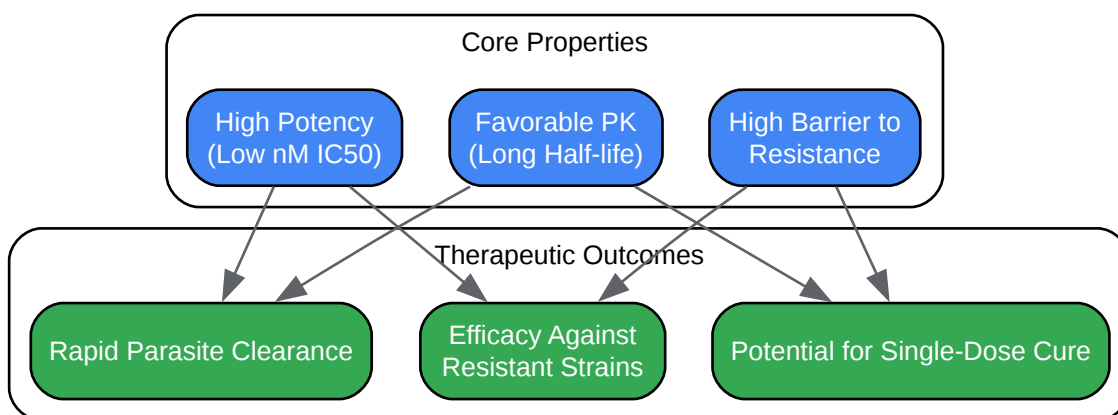 Core Properties
High Potency
(Low nM IC50)
Favorable PK
(Long Half-life)
High Barrier to
Resistance
Therapeutic Outcomes
Rapid Parasite Clearance
Efficacy Against
Resistant Strains
Potential for Single-Dose Cure